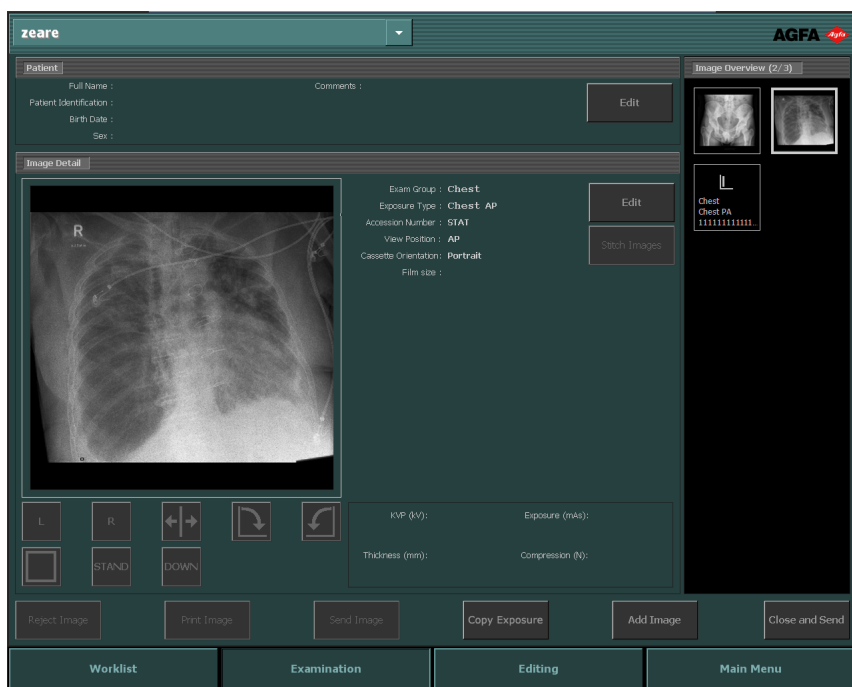 zeare
AGFA Agfa
Patient
Full Name :
Comments :
Patient Identification :
Birth Date :
Sex :
Edit
Image Overview (2/3)
Chest
Chest PA
111111111111...
Image Detail
R
Exam Group : Chest
Exposure Type : Chest AP
Accession Number : STAT
View Position : AP
Cassette Orientation: Portrait
Film size :
Edit
Stitch Images
L
R
STAND
DOWN
KVP (kV):
Exposure (mAs):
Thickness (mm):
Compression (N):
Reject Image
Print Image
Send Image
Copy Exposure
Add Image
Close and Send
Worklist
Examination
Editing
Main Menu